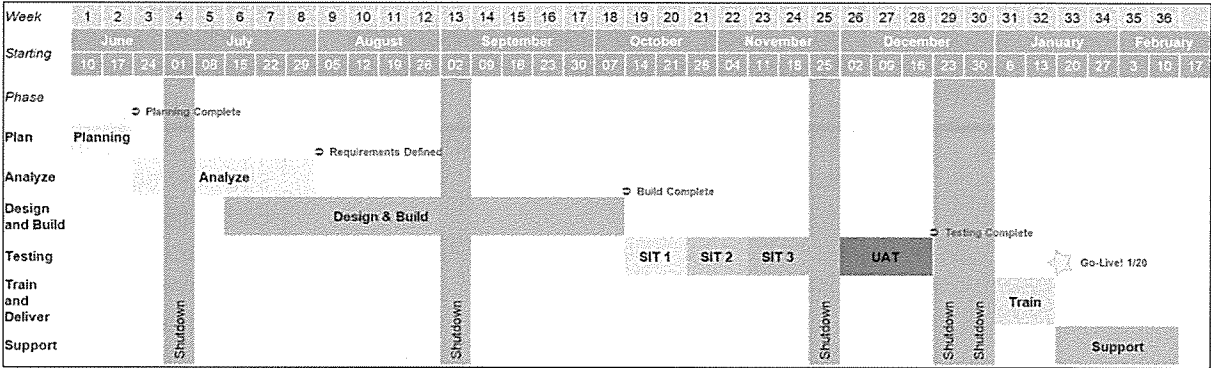 Week 1 2 3 4 5 6 7 8 9 10 11 12 13 14 15 16 17 18 19 20 21 22 23 24 25 26 27 28 29 30 31 32 33 34 35 36
Starting June July August September October November December January February
10 17 24 01 08 15 22 29 05 12 19 26 02 09 16 23 30 07 14 21 28 04 11 18 25 02 09 16 23 30 6 13 20 27 3 10 17
Phase
Planning Complete
Plan Planning
Requirements Defined
Analyze Analyze
Build Complete
Design
and Build
Design & Build
Testing Complete
Testing SIT 1 SIT 2 SIT 3 UAT
Go-Live! 1/20
Train
and
Deliver
Train
Shutdown Shutdown Shutdown Shutdown Shutdown
Support Support